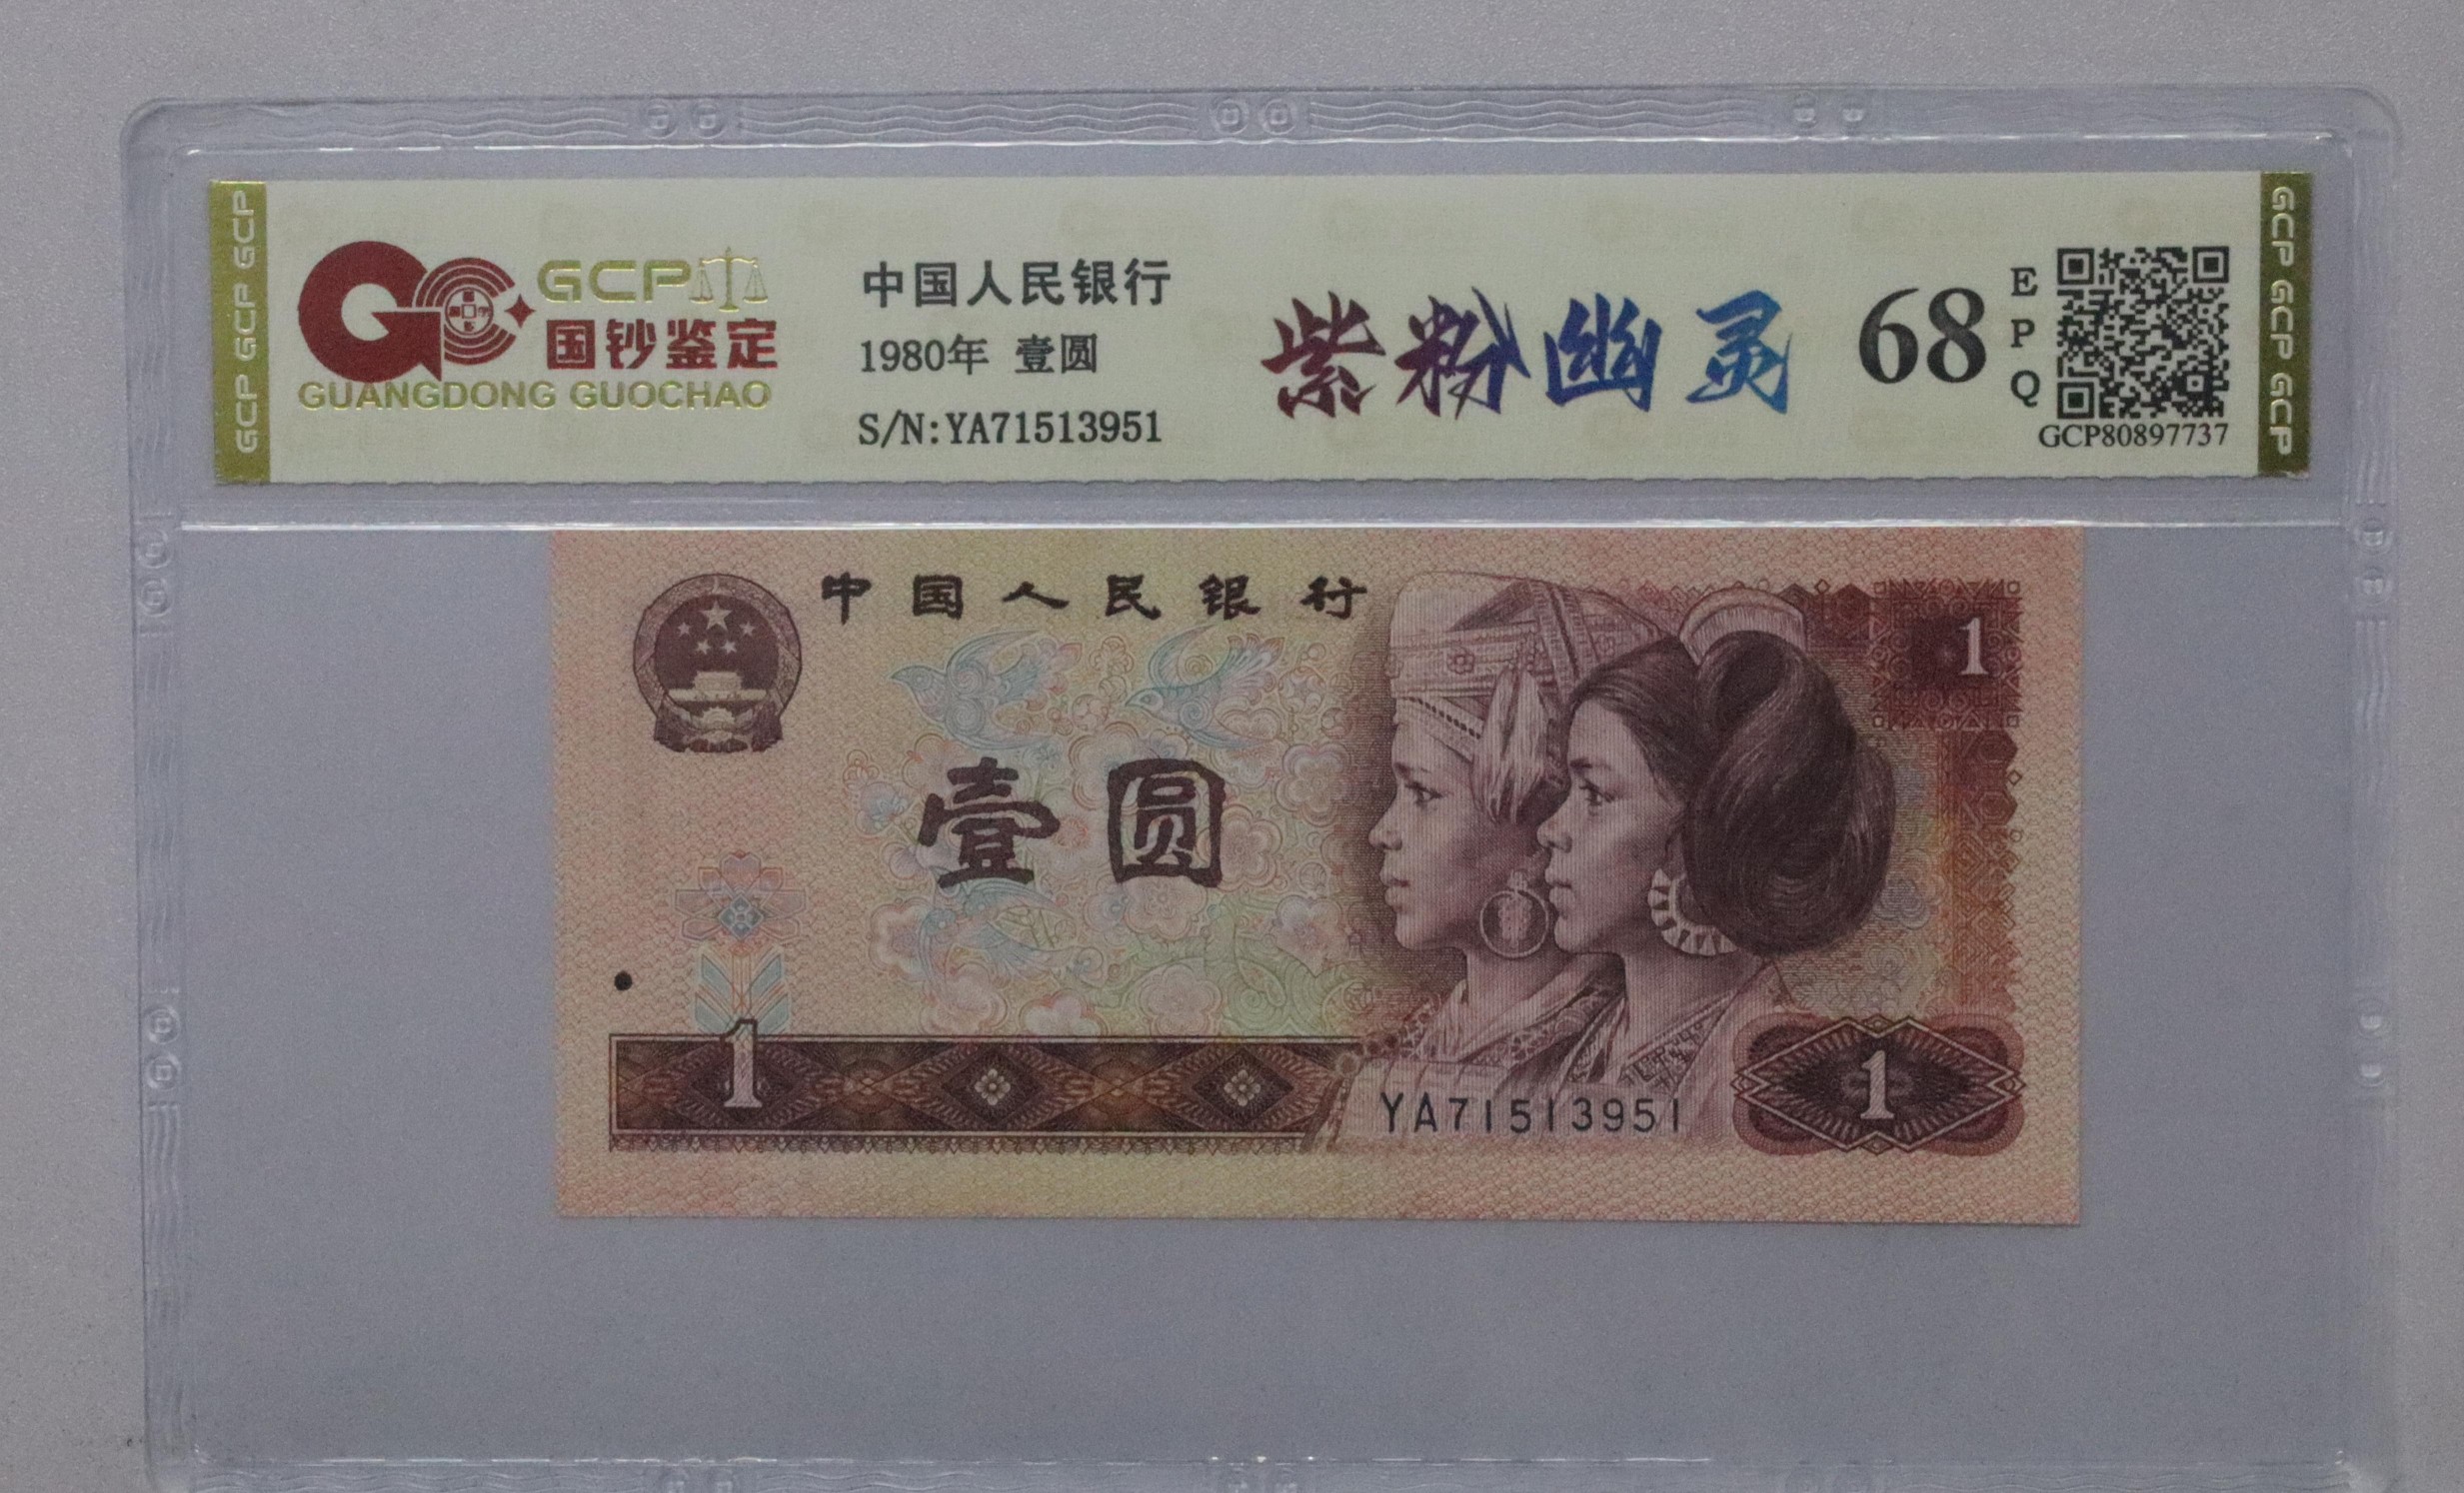 GCP GCP GCP
GCP
国钞鉴定
GUANGDONG GUOCHAO
中国人民银行
1980年 壹圆
S/N:YA71513951
紫粉幽灵
68
E
P
Q
GCP80897737
GCP GCP GCP
中国人民银行
1
壹圆
1
YA71513951
1